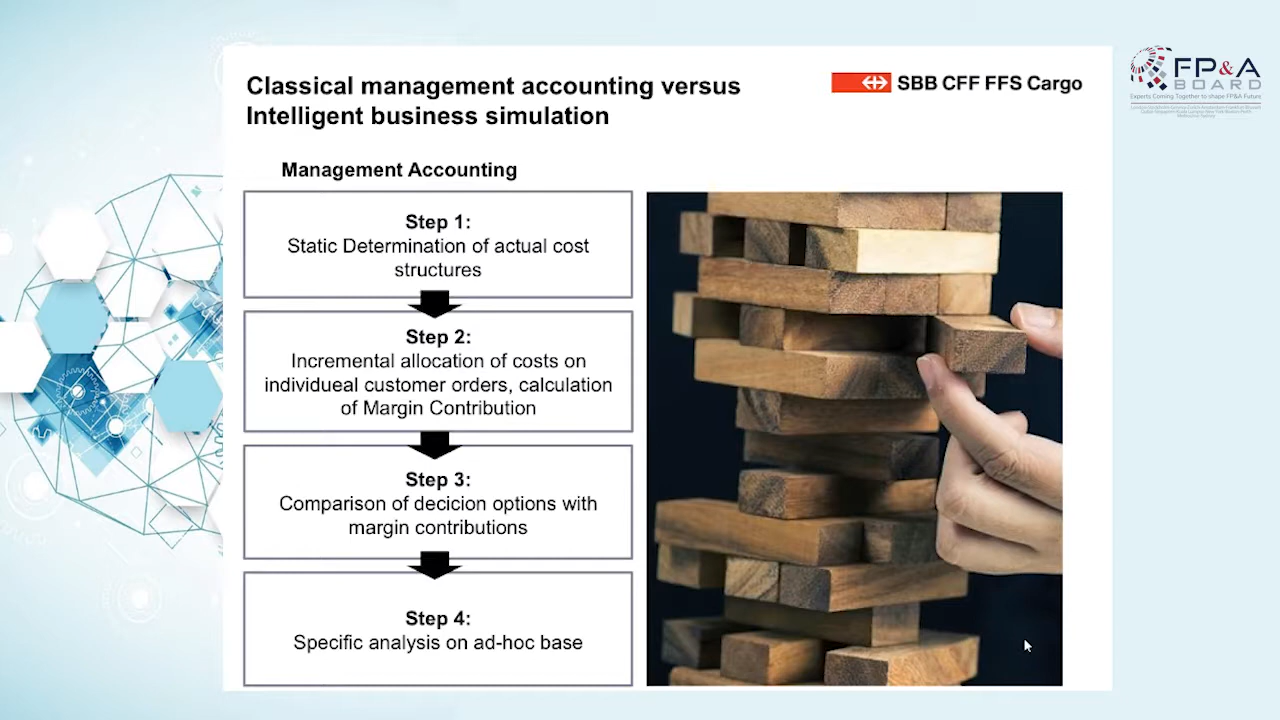 Classical management accounting versus
Intelligent business simulation
SBB CFF FFS Cargo
FP&A
BOARD
Experts Coming Together to shape FP&A Future
Management Accounting
Step 1:
Static Determination of actual cost
structures
Step 2:
Incremental allocation of costs on
individueal customer orders, calculation
of Margin Contribution
Step 3:
Comparison of decicion options with
margin contributions
Step 4:
Specific analysis on ad-hoc base